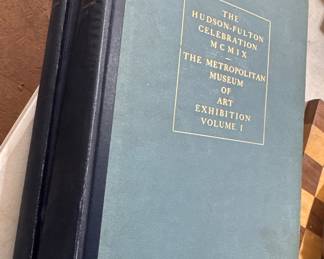 THE
HUDSON-FULTON
CELEBRATION
MCMIX
—
THE METROPOLITAN
MUSEUM
OF
ART
EXHIBITION
VOLUME I